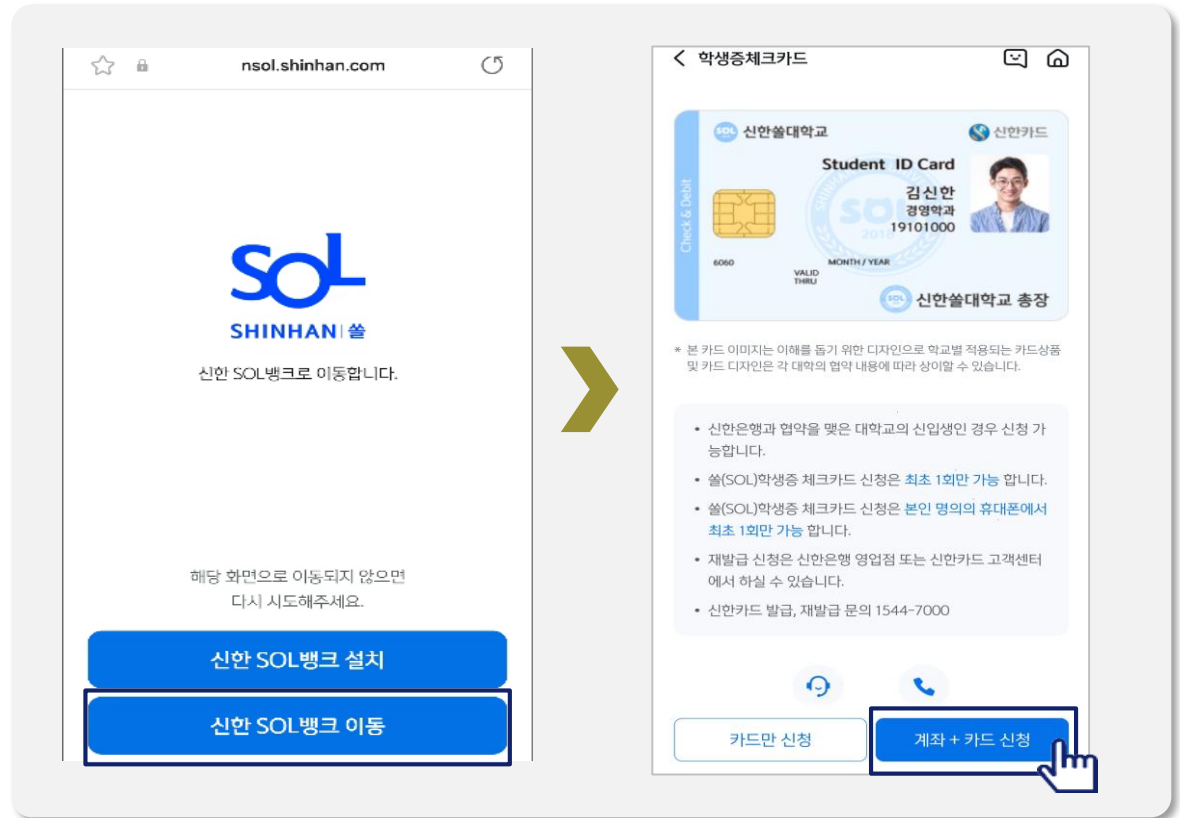 nsol.shinhan.com
SOL
SHINHAN 쏠
신한 SOL뱅크로 이동합니다.
해당 화면으로 이동되지 않으면
다시 시도해주세요.
신한 SOL뱅크 설치
신한 SOL뱅크 이동
학생증체크카드
SOL 신한쏠대학교
신한카드
Check & Debit
Student ID Card
김신한
경영학과
19101000
SOL
2018
6060
MONTH / YEAR
VALID
THRU
SOL 신한쏠대학교 총장
* 본 카드 이미지는 이해를 돕기 위한 디자인으로 학교별 적용되는 카드상품
및 카드 디자인은 각 대학의 협약 내용에 따라 상이할 수 있습니다.
• 신한은행과 협약을 맺은 대학교의 신입생인 경우 신청 가
능합니다.
• 쏠(SOL)학생증 체크카드 신청은 최초 1회만 가능 합니다.
• 쏠(SOL)학생증 체크카드 신청은 본인 명의의 휴대폰에서
최초 1회만 가능 합니다.
• 재발급 신청은 신한은행 영업점 또는 신한카드 고객센터
에서 하실 수 있습니다.
• 신한카드 발급, 재발급 문의 1544-7000
카드만 신청
계좌 + 카드 신청